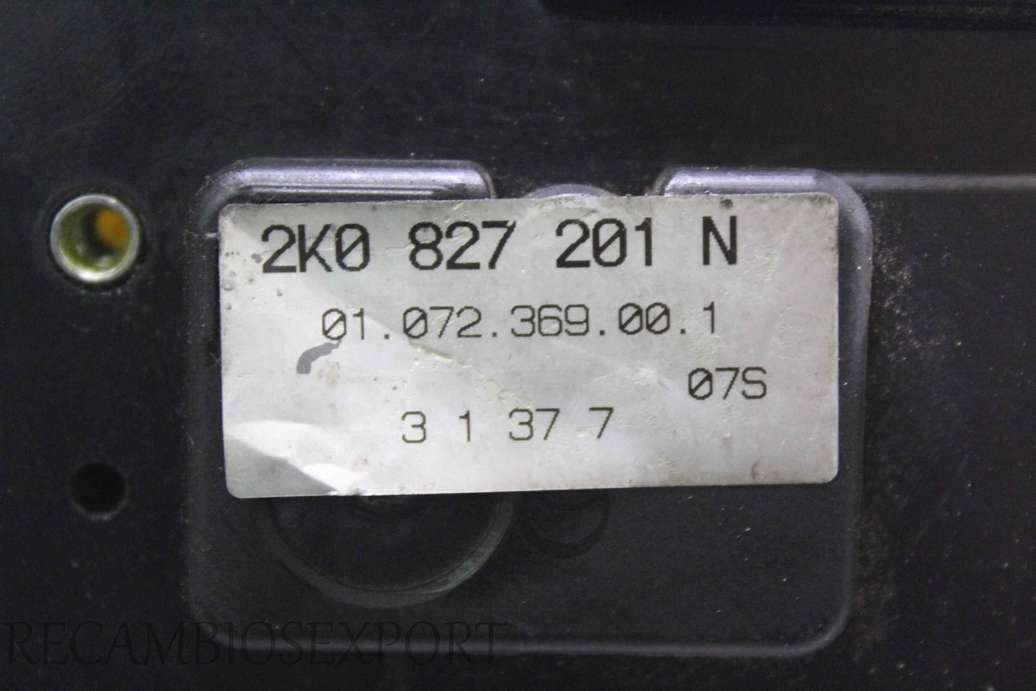 2K0 827 201 N
01.072.369.00.1
07S
3 1 37 7
RECAMBIOSEXPORT